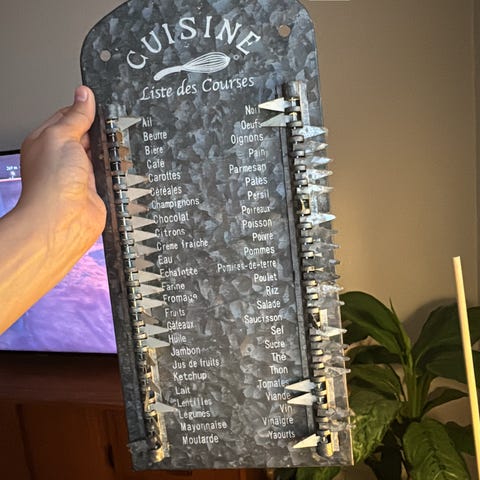 CUISINE
Liste des Courses
Ail
Beurre
Bière
Café
Carottes
Céréales
Champignons
Chocolat
Citrons
Crème fraiche
Eau
Echalotte
Farine
Fromage
Fruits
Gâteaux
Huile
Jambon
Jus de fruits
Ketchup
Lait
Lentilles
Légumes
Mayonnaise
Moutarde
Noix
Oeufs
Oignons
Pain
Parmesan
Pâtes
Persil
Poireaux
Poisson
Poivre
Pommes
Pommes-de-terre
Poulet
Riz
Salade
Saucisson
Sel
Sucre
Thé
Thon
Tomates
Viande
Vin
Vinaigre
Yaourts